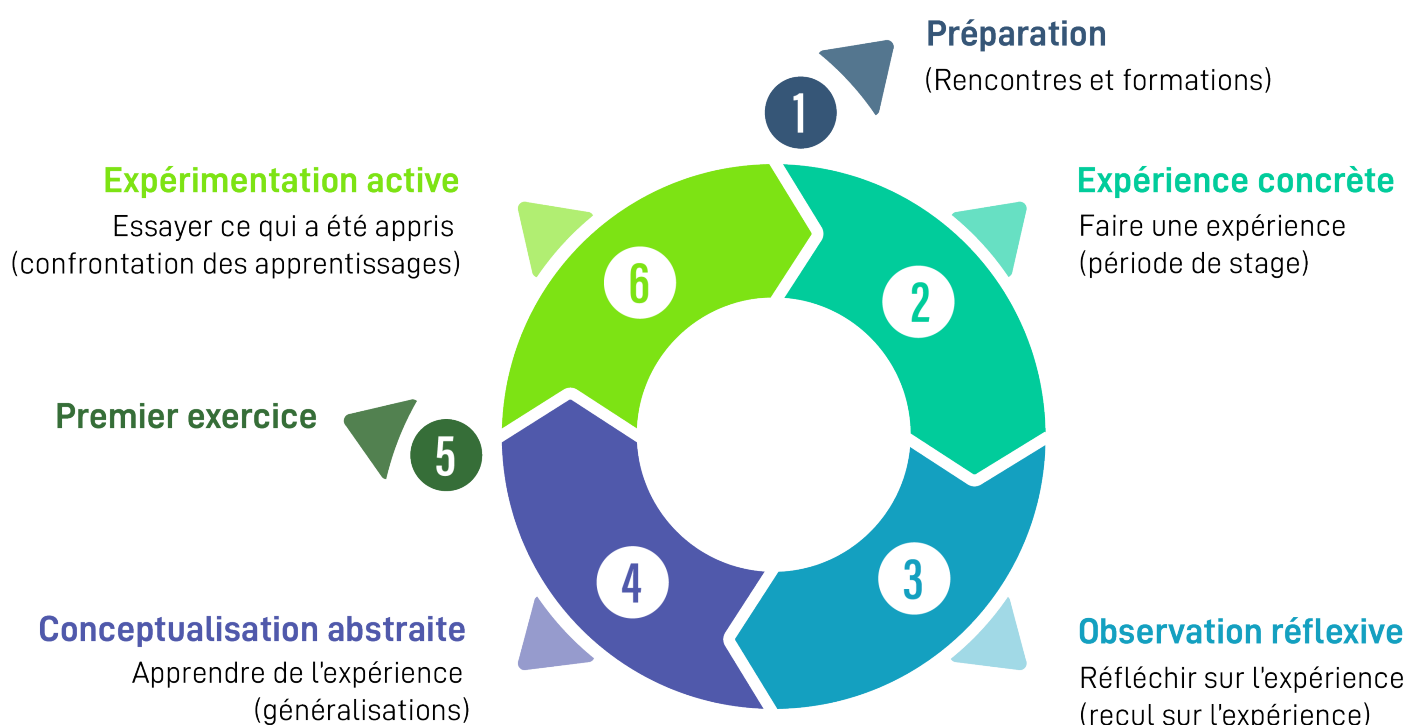 1
Préparation
(Rencontres et formations)
2
Expérience concrète
Faire une expérience
(période de stage)
3
Observation réflexive
Réfléchir sur l'expérience
(recul sur l'expérience)
4
Conceptualisation abstraite
Apprendre de l'expérience
(généralisations)
5
Premier exercice
6
Expérimentation active
Essayer ce qui a été appris
(confrontation des apprentissages)